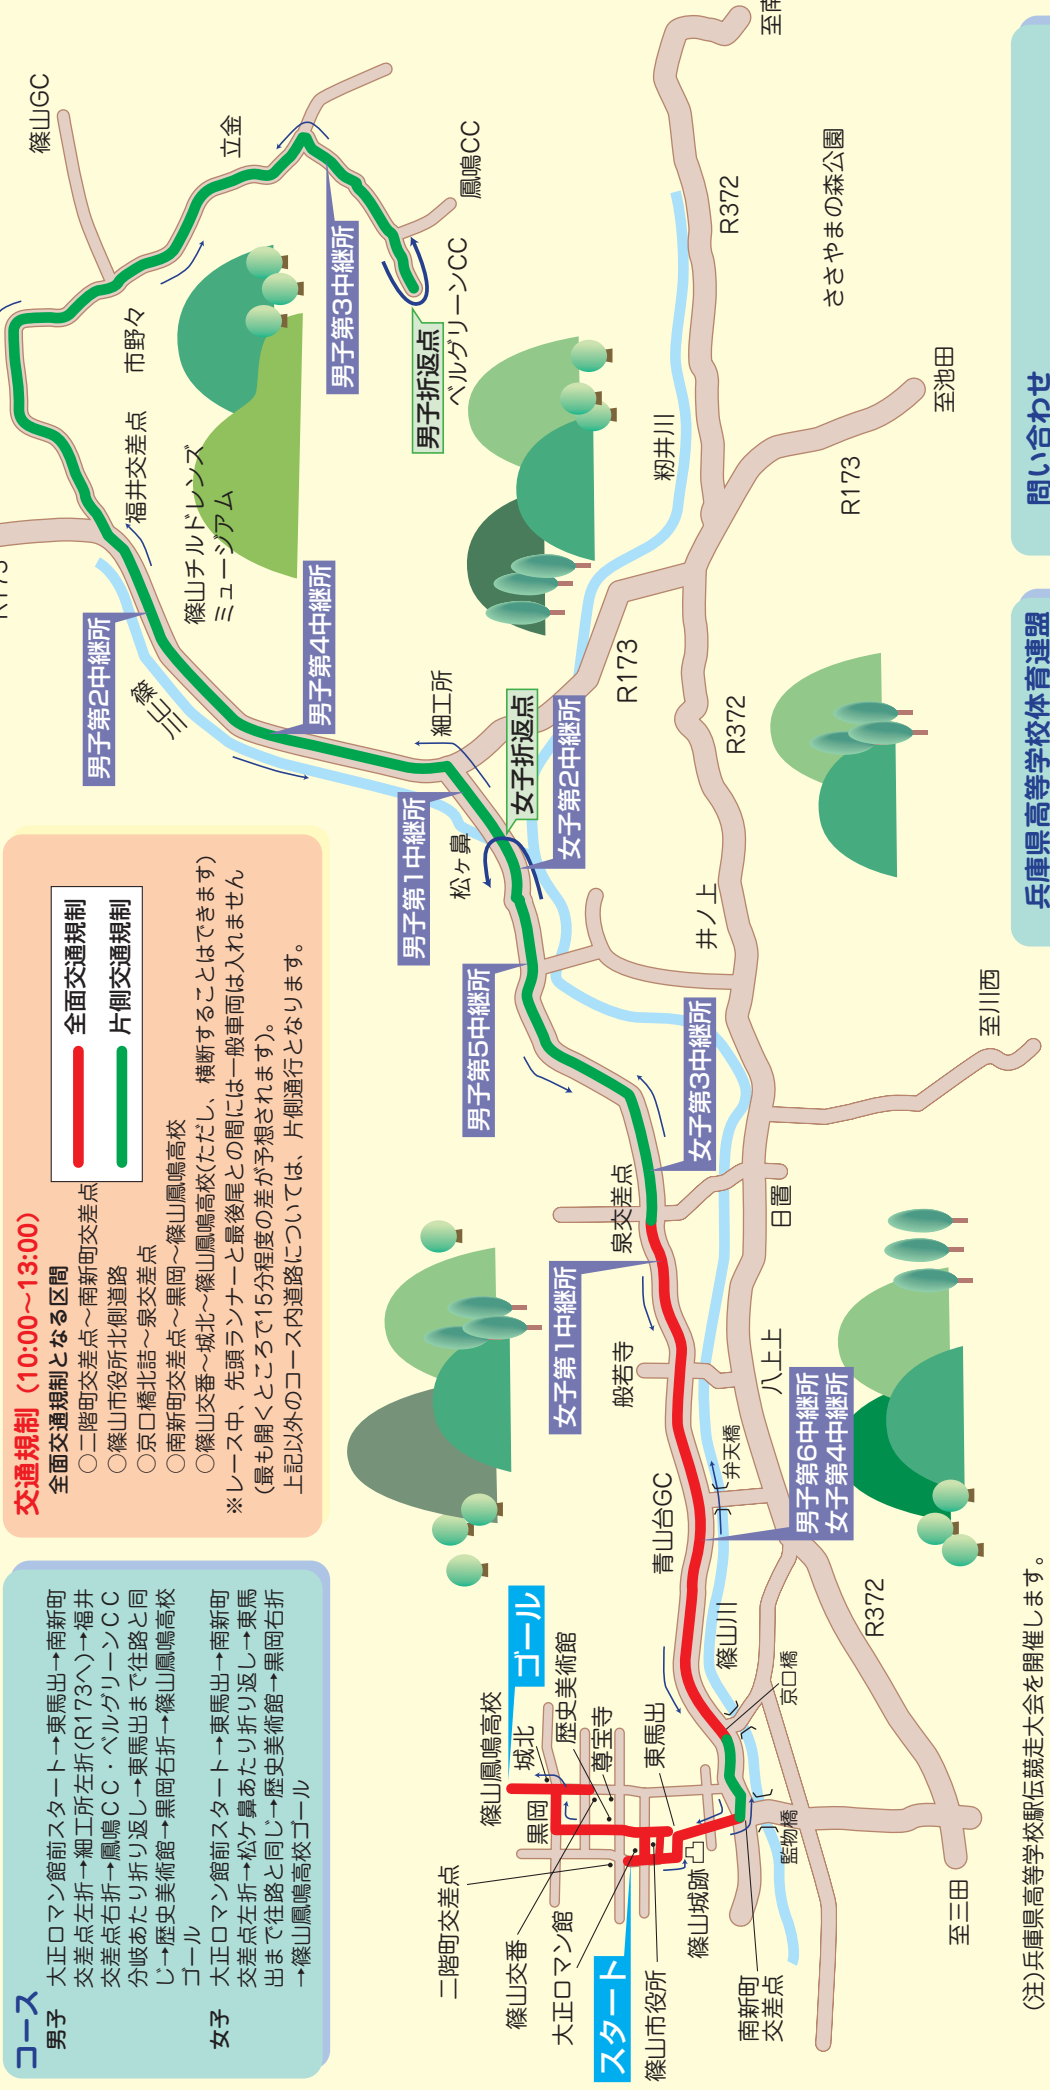 コース
男子 大正ロマン館前スタート→東馬出→南新町
交差点左折→細工所左折(R173へ)→福井
交差点右折→鳳鳴CC・ベルグリーンCC
分岐あたり折り返し→東馬出まで往路と同
じ→歴史美術館→黒岡右折→篠山鳳鳴高校
ゴール
女子 大正ロマン館前スタート→東馬出→南新町
交差点左折→松ケ鼻あたり折り返し→東馬
出まで往路と同じ→歴史美術館→黒岡右折
→篠山鳳鳴高校ゴール
交通規制（10:00～13:00）
全面交通規制となる区間
○二階町交差点～南新町交差点
○篠山市役所北側道路
○京口橋北詰～泉交差点
○南新町交差点～黒岡～篠山鳳鳴高校
○篠山交番～城北～篠山鳳鳴高校(ただし、横断することはできます)
※レース中、先頭ランナーと最後尾との間には一般車両は入れません
(最も開くところで15分程度の差が予想されます)。
上記以外のコース内道路については、片側通行となります。
全面交通規制
片側交通規制
篠山GC
立金
市野々
福井交差点
鳳鳴CC
ベルグリーンCC
男子第3中継所
男子折返点
篠山チルドレンズ
ミュージアム
男子第2中継所
男子第4中継所
篠山川
細工所
男子第1中継所
松ヶ鼻
女子折返点
女子第2中継所
男子第5中継所
女子第3中継所
泉交差点
女子第1中継所
般若寺
青山台GC
弁天橋
男子第6中継所
女子第4中継所
八上上
日置
井ノ上
至川西
R372
R173
R372
R173
至池田
籾井川
R372
ささやまの森公園
R372
篠山川
京口橋
監物橋
至三田
ゴール
篠山鳳鳴高校
城北
歴史美術館
尊宝寺
東馬出
黒岡
二階町交差点
篠山交番
大正ロマン館
スタート
篠山市役所
篠山城跡
南新町
交差点
兵庫県高等学校体育連盟
問い合わせ
(注)兵庫県高等学校駅伝競走大会を開催します。